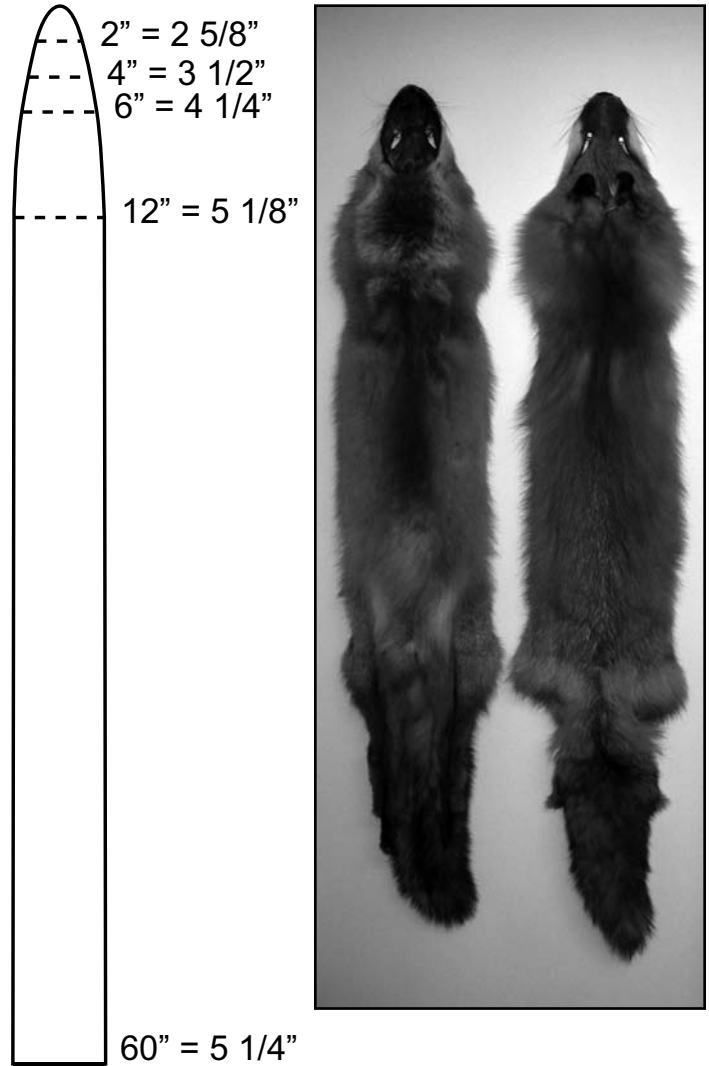 2” = 2 5/8”
4” = 3 1/2”
6” = 4 1/4”
12” = 5 1/8”
60” = 5 1/4”